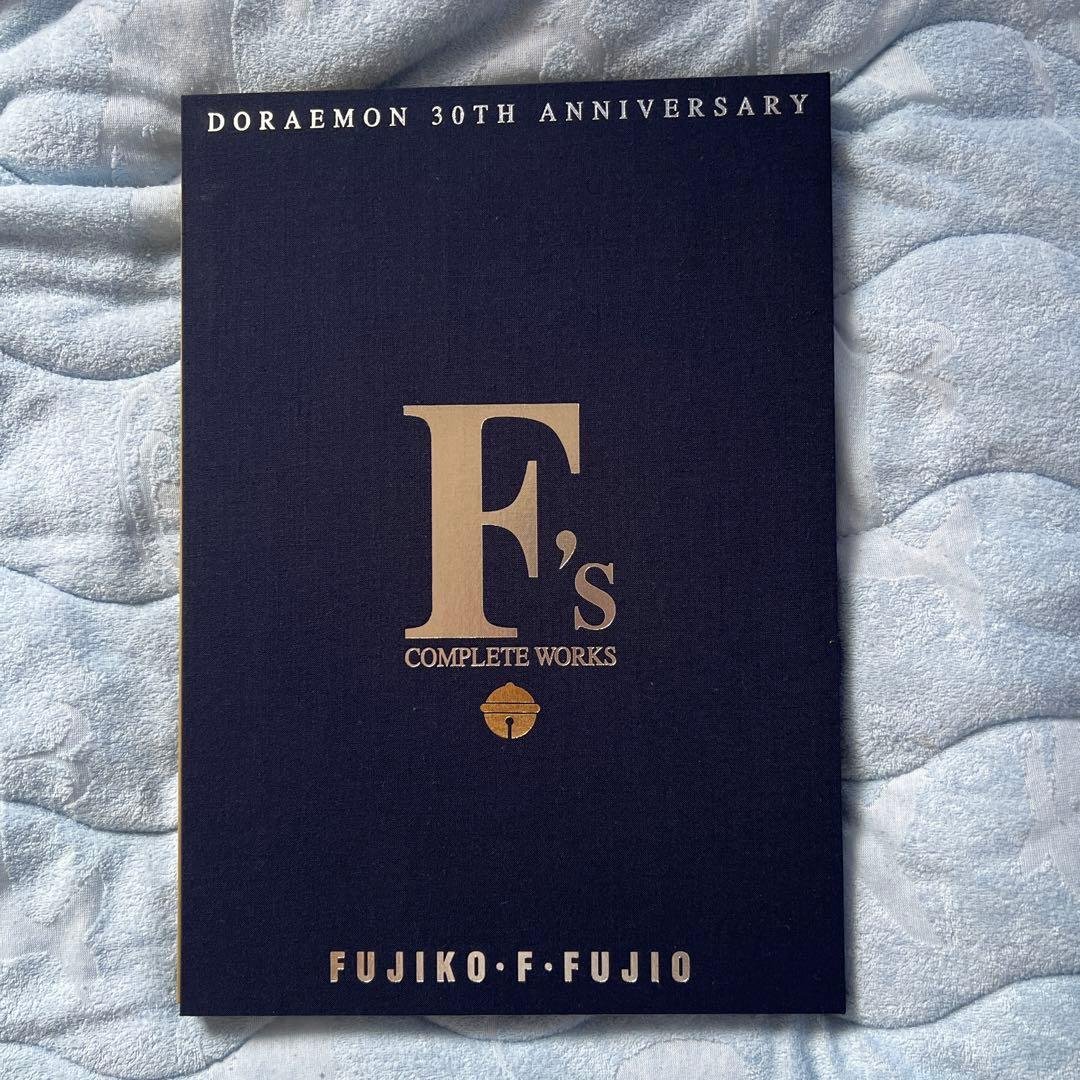 DORAEMON 30TH ANNIVERSARY
F's
COMPLETE WORKS
FUJIKO・F・FUJIO